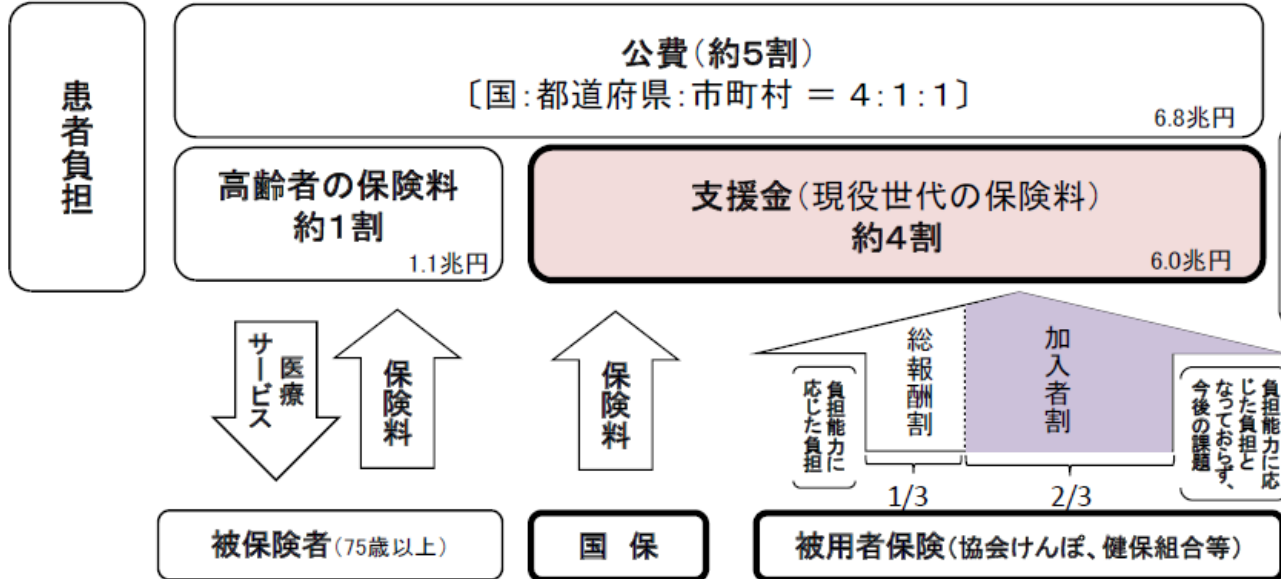 患者負担
公費（約5割）
〔国：都道府県：市町村 ＝ 4：1：1〕
6.8兆円
高齢者の保険料
約1割
1.1兆円
支援金（現役世代の保険料）
約4割
6.0兆円
医療
サービス
保険料
保険料
負担能力に
応じた負担
総報酬割
加入者割
負担能力に応
じた負担と
なっておらず、
今後の課題
1/3
2/3
被保険者（75歳以上）
国 保
被用者保険（協会けんぽ、健保組合等）